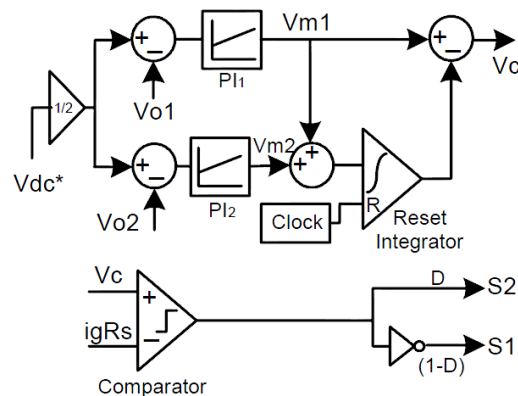 Vm1
PI1
Vo1
Vc
1/2
Vdc*
Vm2
PI2
Vo2
Clock
R
Reset
Integrator
Vc
igRs
Comparator
D
S2
S1
(1-D)